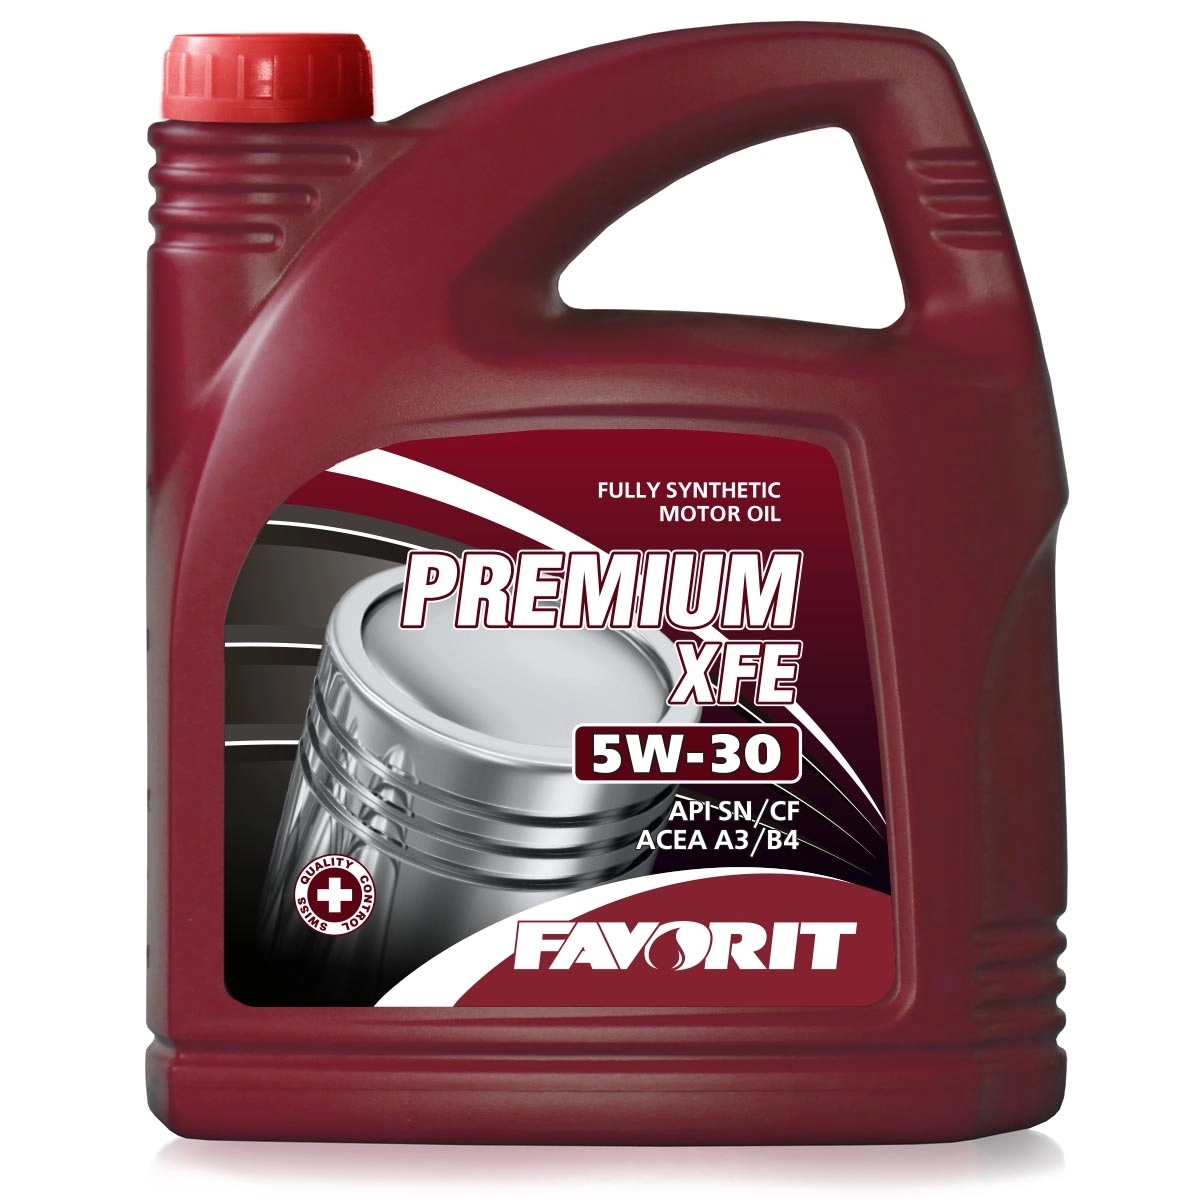 FULLY SYNTHETIC
MOTOR OIL
PREMIUM
XFE
5W-30
API SN/CF
ACEA A3/B4
SWISS QUALITY CONTROL
FAVORIT